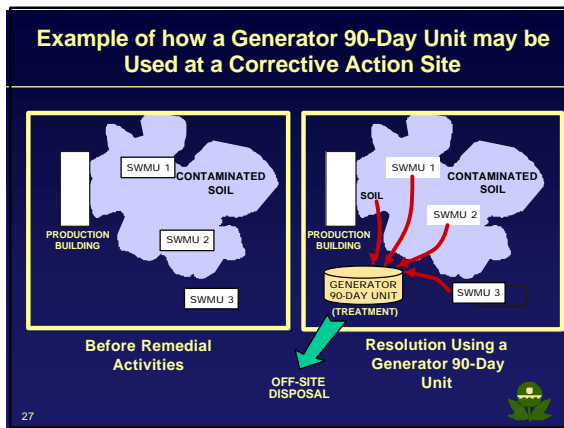 Example of how a Generator 90-Day Unit may be
Used at a Corrective Action Site
SWMU 1
CONTAMINATED
SOIL
PRODUCTION
BUILDING
SWMU 2
SWMU 3
Before Remedial
Activities
SWMU 1
CONTAMINATED
SOIL
SOIL
SWMU 2
PRODUCTION
BUILDING
GENERATOR
90-DAY UNIT
(TREATMENT)
SWMU 3
Resolution Using a
Generator 90-Day
Unit
OFF-SITE
DISPOSAL
27